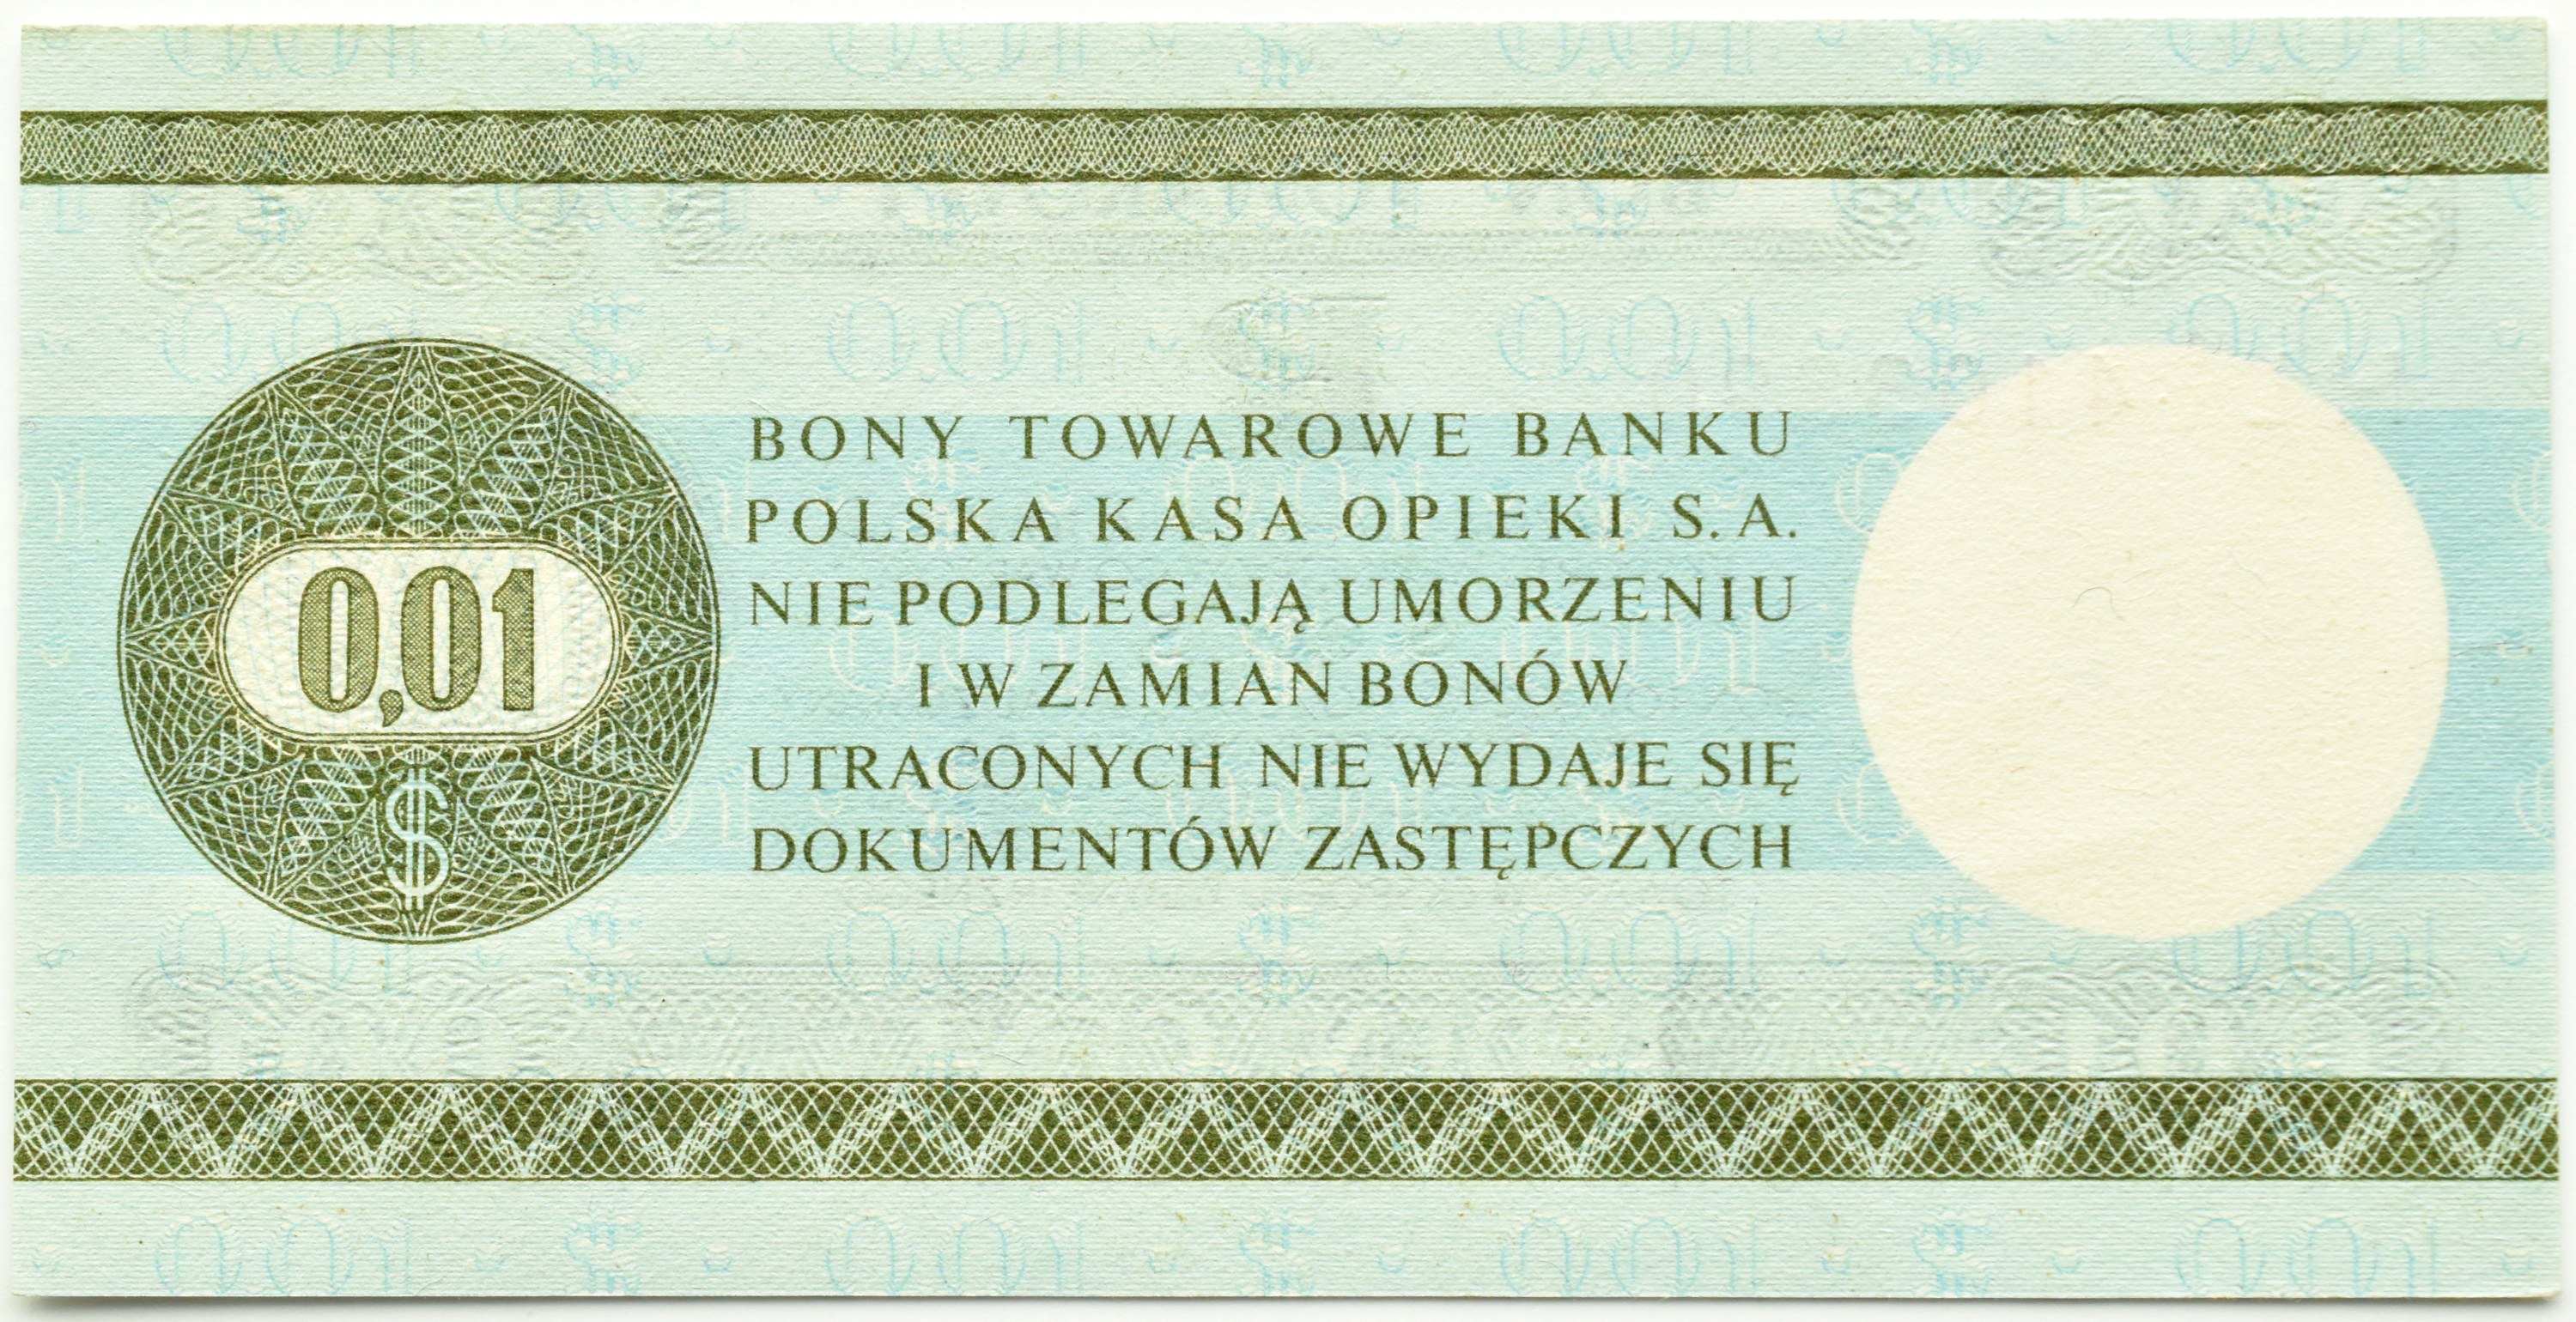 BONY TOWAROWE BANKU
POLSKA KASA OPIEKI S.A.
NIE PODLEGAJĄ UMORZENIU
I W ZAMIAN BONÓW
UTRACONYCH NIE WYDAJE SIĘ
DOKUMENTÓW ZASTĘPCZYCH
0,01
$